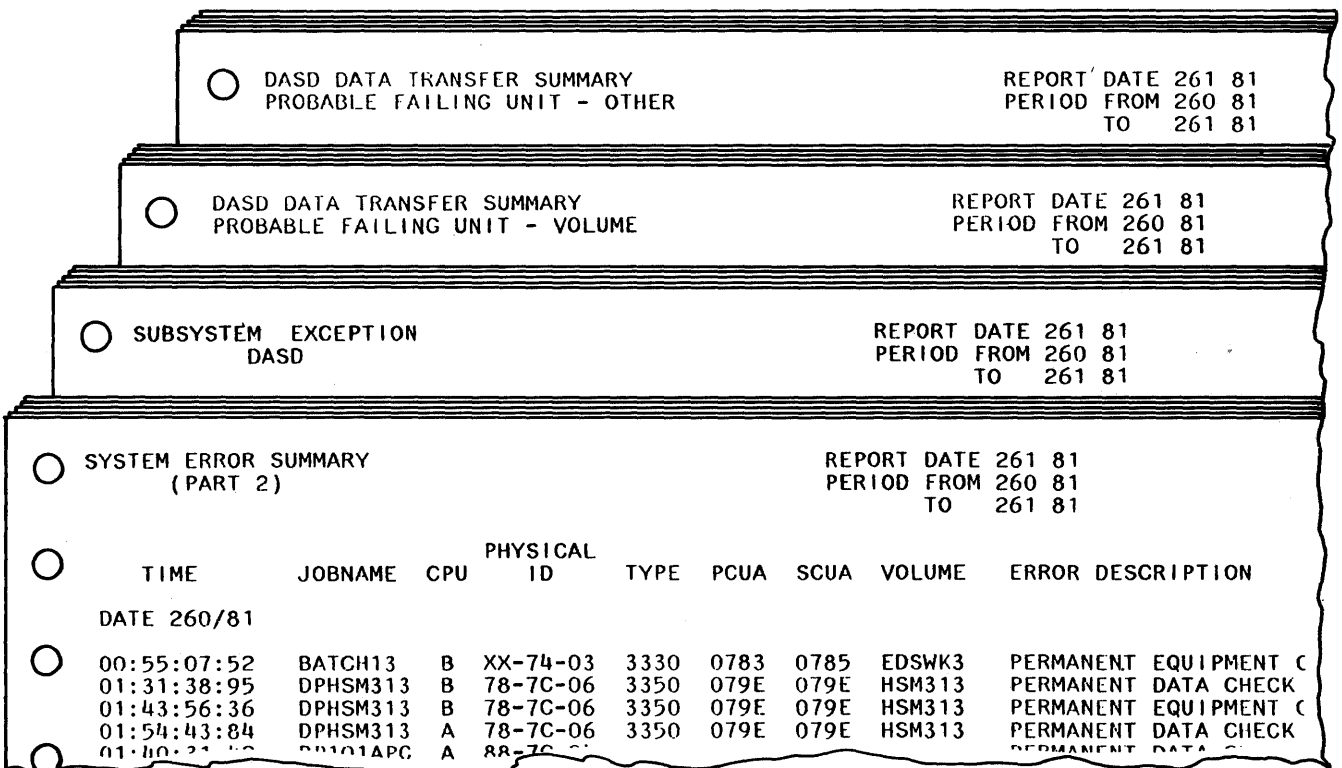 DASD DATA TRANSFER SUMMARY REPORT DATE 261 81
PROBABLE FAILING UNIT - OTHER PERIOD FROM 260 81
TO 261 81
DASD DATA TRANSFER SUMMARY REPORT DATE 261 81
PROBABLE FAILING UNIT - VOLUME PERIOD FROM 260 81
TO 261 81
SUBSYSTEM EXCEPTION REPORT DATE 261 81
DASD PERIOD FROM 260 81
TO 261 81
SYSTEM ERROR SUMMARY REPORT DATE 261 81
(PART 2) PERIOD FROM 260 81
TO 261 81
PHYSICAL
TIME JOBNAME CPU ID TYPE PCUA SCUA VOLUME ERROR DESCRIPTION
DATE 260/81
00:55:07:52 BATCH13 B XX-74-03 3330 0783 0785 EDSWK3 PERMANENT EQUIPMENT
01:31:38:95 DPHSM313 B 78-7C-06 3350 079E 079E HSM313 PERMANENT DATA CHECK
01:43:56:36 DPHSM313 B 78-7C-06 3350 079E 079E HSM313 PERMANENT EQUIPMENT
01:54:43:84 DPHSM313 A 78-7C-06 3350 079E 079E HSM313 PERMANENT DATA CHECK
A PERMANENT DATA